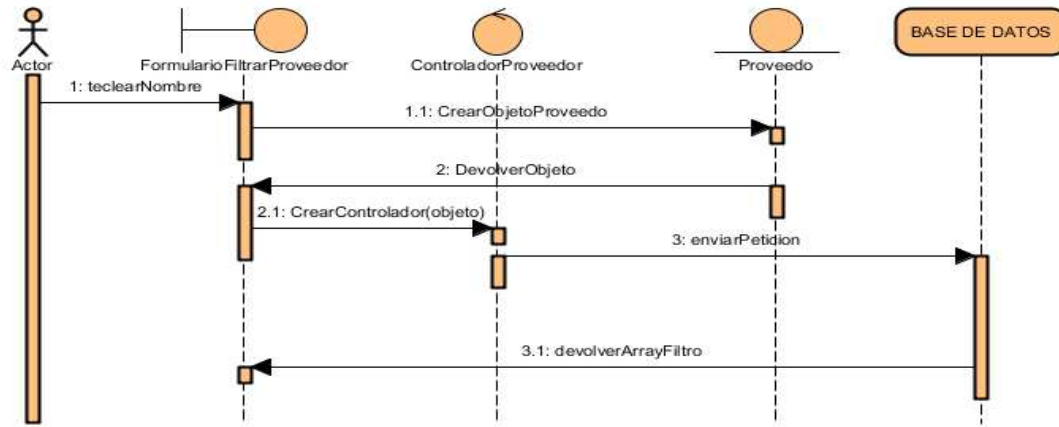 BASE DE DATOS
Actor
FormularioFiltrarProveedor
ControladorProveedor
Proveedo
1: teclearNombre
1.1: CrearObjetoProveedo
2: DevolverObjeto
2.1: CrearControlador(objeto)
3: enviarPeticion
3.1: devolverArrayFiltro